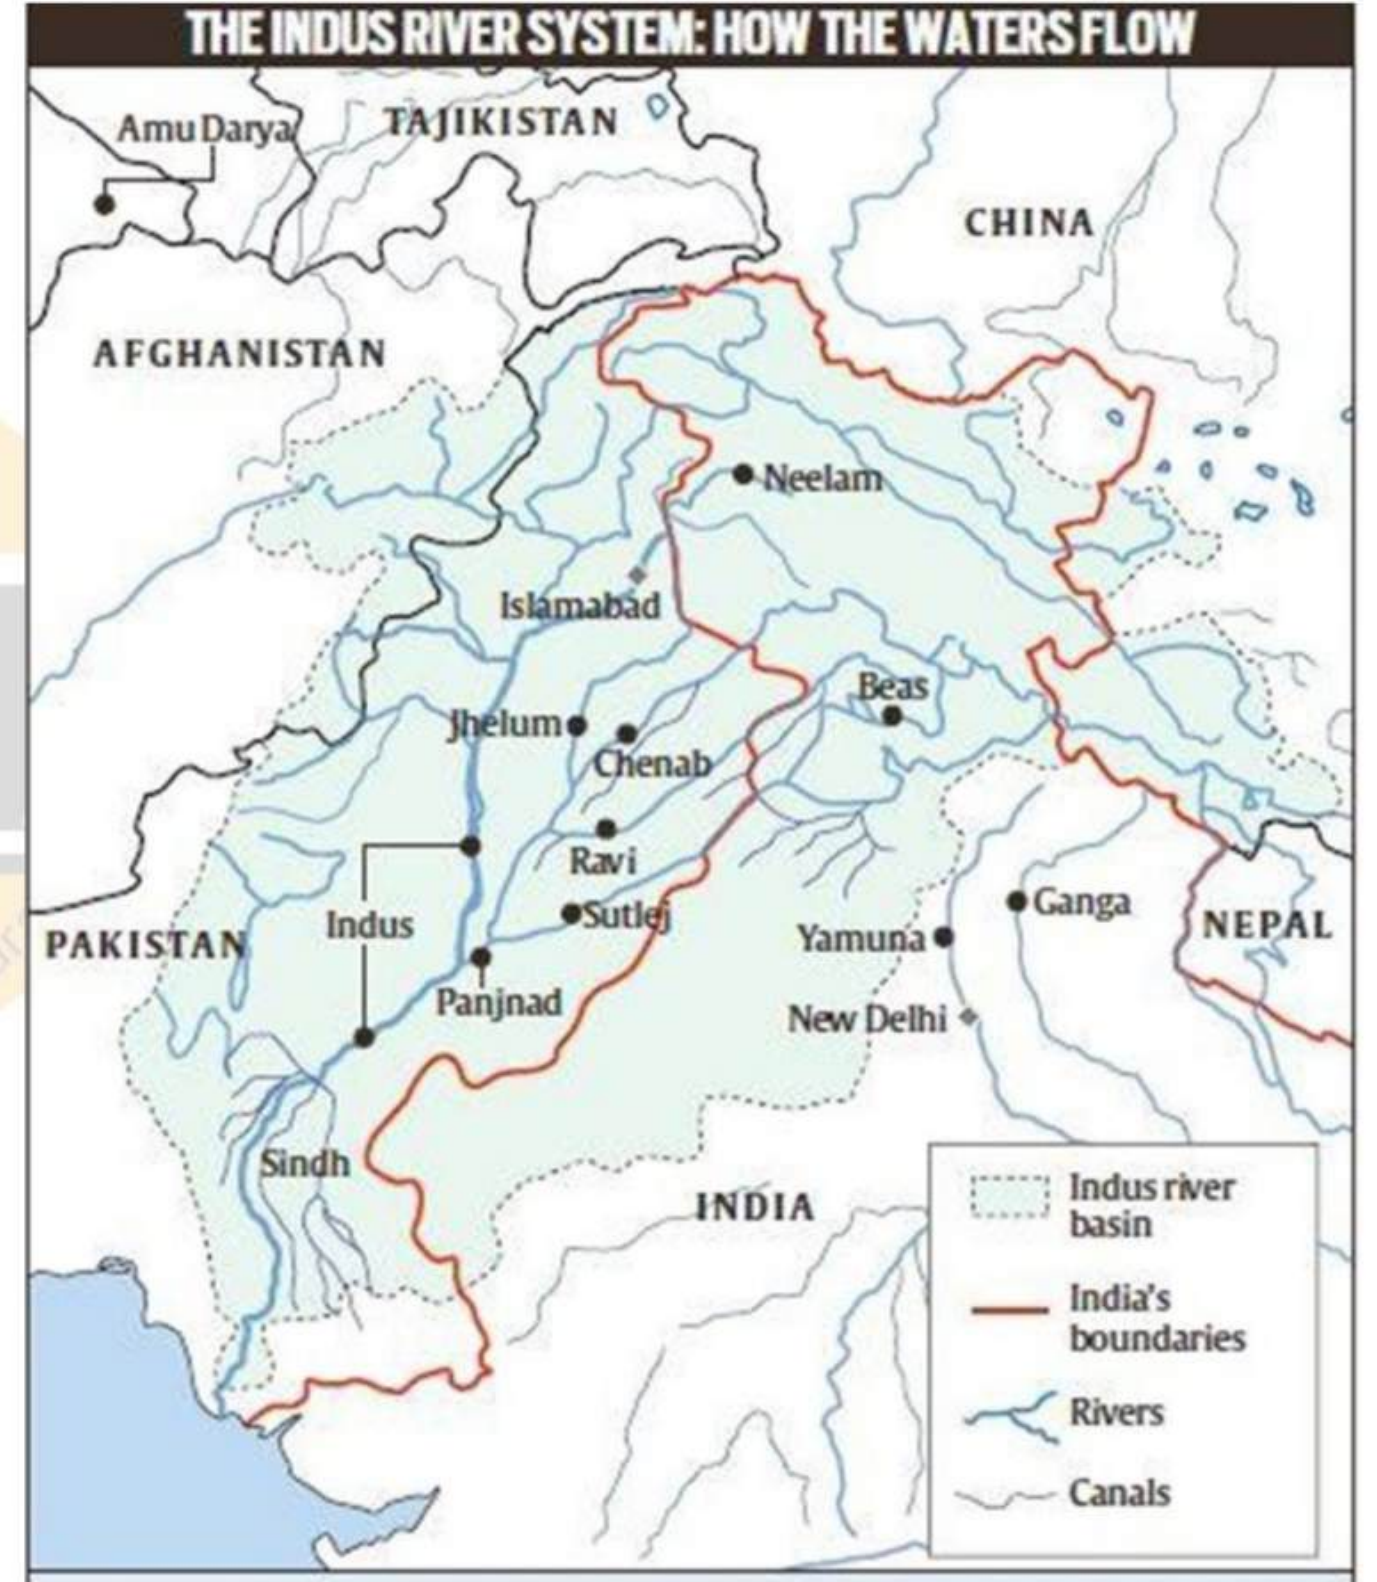 THE INDUS RIVER SYSTEM: HOW THE WATERS FLOW
Amu Darya
TAJIKISTAN
CHINA
AFGHANISTAN
Neelam
Islamabad
Beas
Jhelum
Chenab
Ravi
Indus
Sutlej
Ganga
PAKISTAN
Yamuna
NEPAL
Panjnad
New Delhi
Sindh
INDIA
Indus river
basin
India's
boundaries
Rivers
Canals